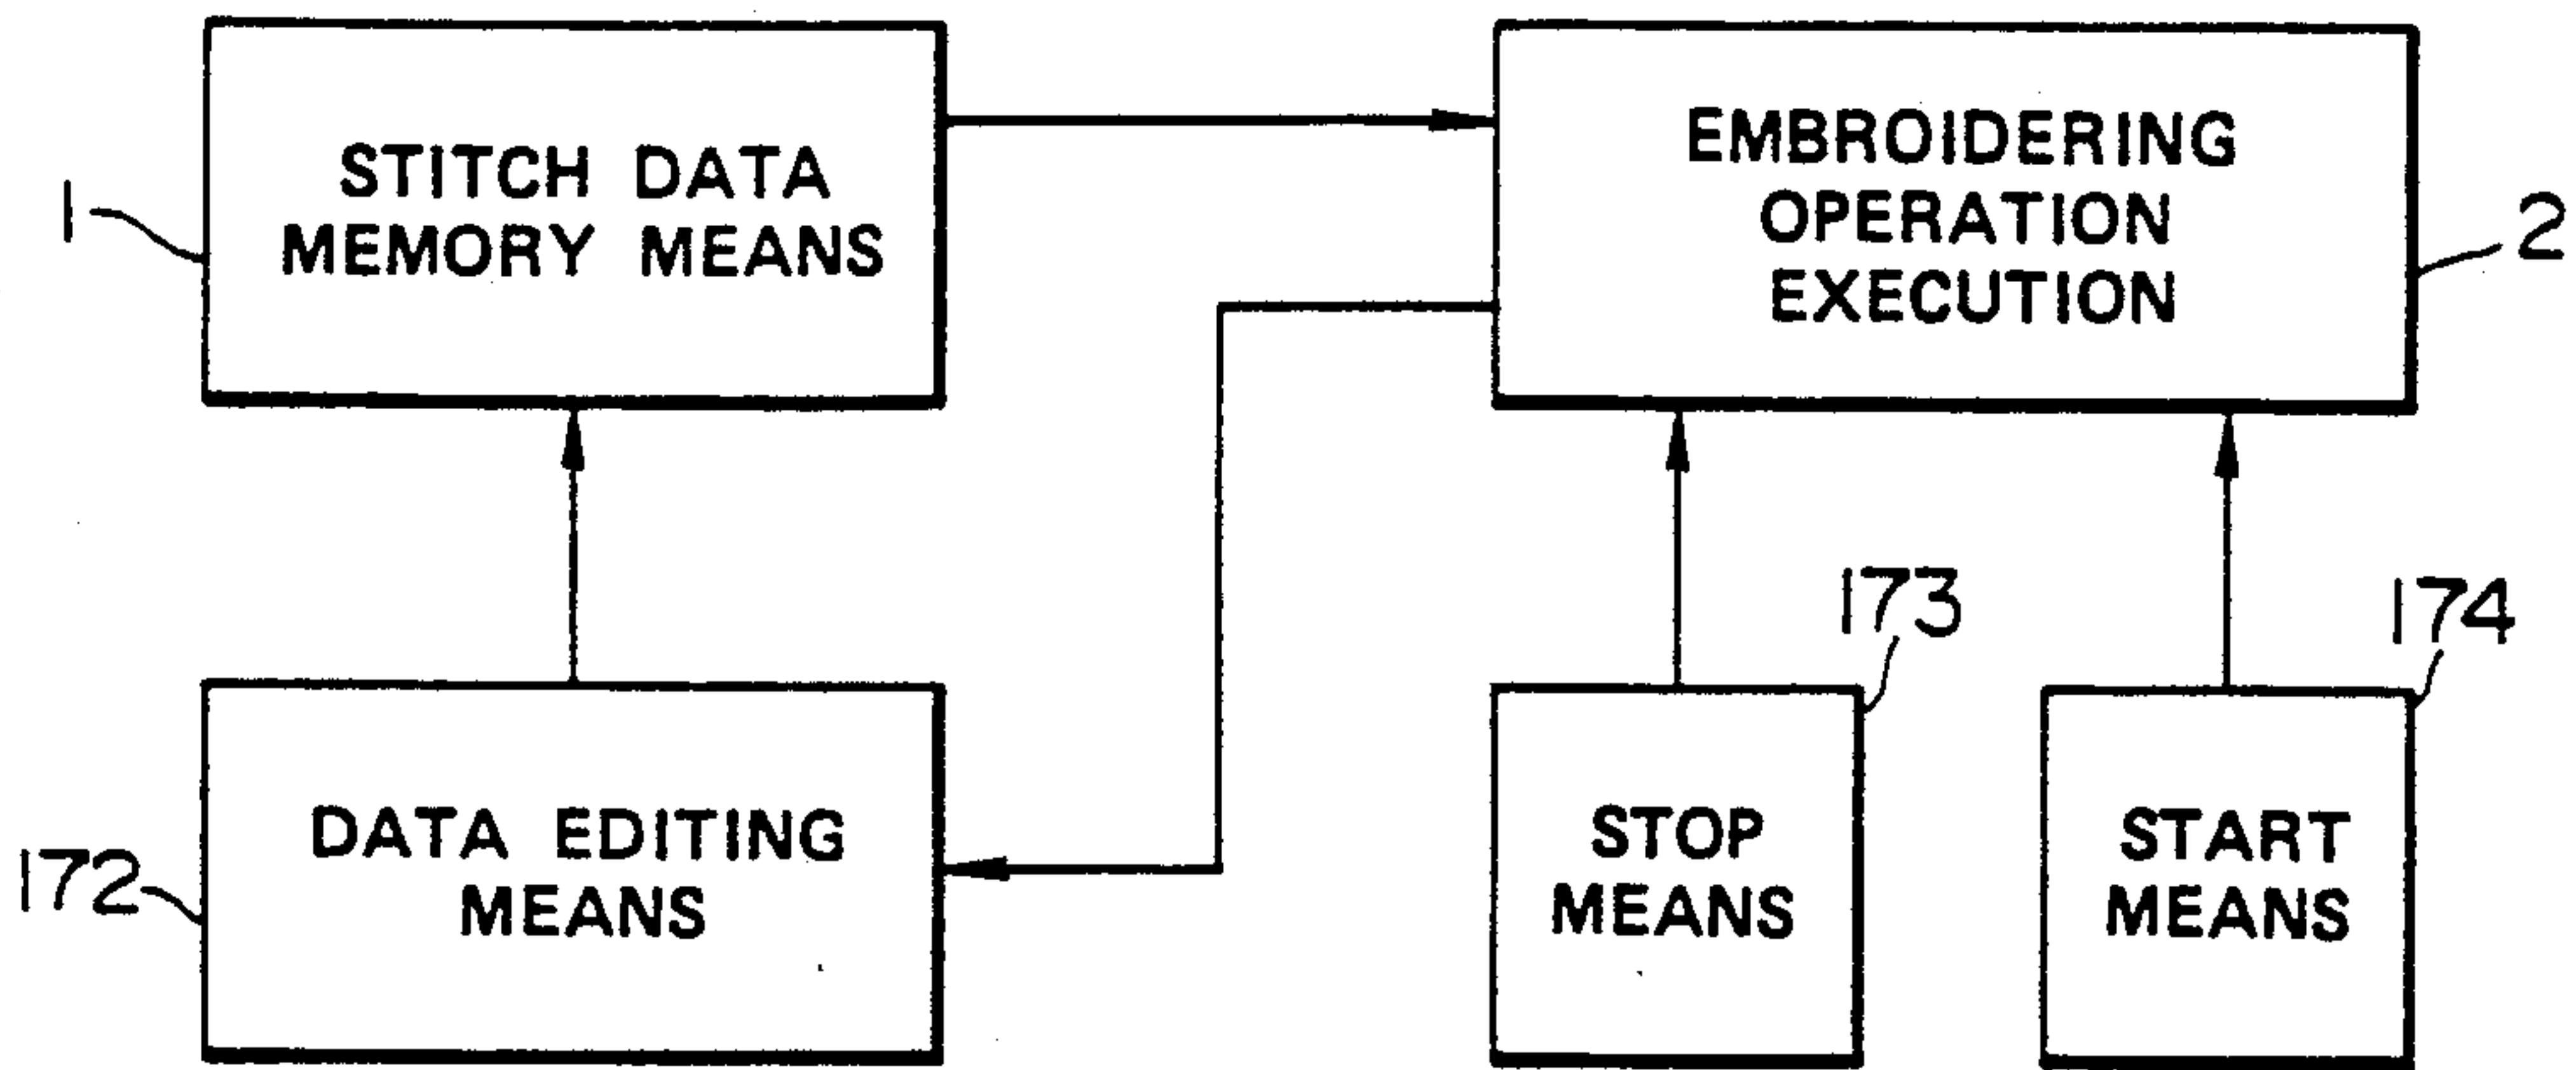 STITCH DATA
MEMORY MEANS
1
EMBROIDERING
OPERATION
EXECUTION
2
DATA EDITING
MEANS
172
STOP
MEANS
173
START
MEANS
174